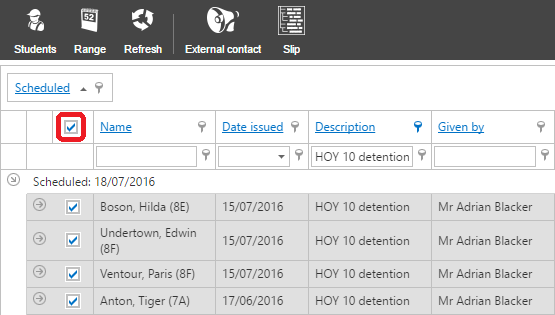 52
Students Range Refresh External contact Slip
Scheduled
Name Date issued Description Given by
HOY 10 detention
Scheduled: 18/07/2016
Boson, Hilda (8E) 15/07/2016 HOY 10 detention Mr Adrian Blacker
Undertown, Edwin
(8F) 15/07/2016 HOY 10 detention Mr Adrian Blacker
Ventour, Paris (8F) 15/07/2016 HOY 10 detention Mr Adrian Blacker
Anton, Tiger (7A) 17/06/2016 HOY 10 detention Mr Adrian Blacker